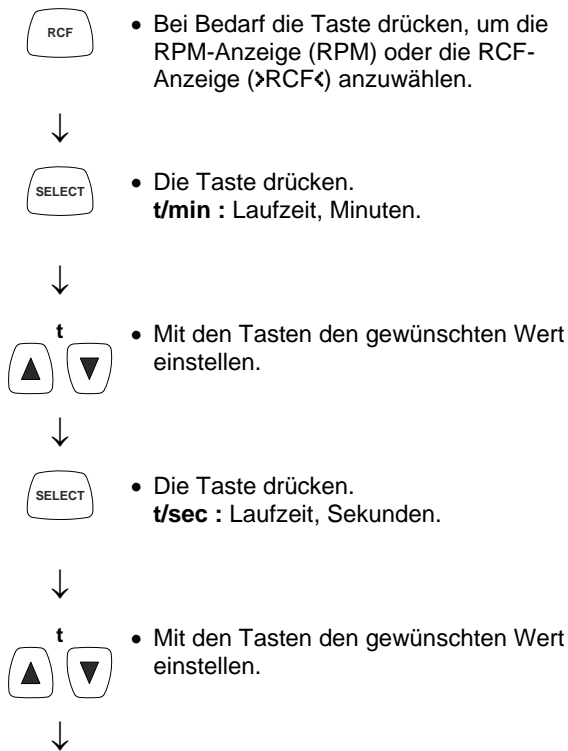 RCF
• Bei Bedarf die Taste drücken, um die
RPM-Anzeige (RPM) oder die RCF-
Anzeige (>RCF<) anzuwählen.
↓
SELECT
• Die Taste drücken.
t/min : Laufzeit, Minuten.
↓
t
▲ ▼
• Mit den Tasten den gewünschten Wert
einstellen.
↓
SELECT
• Die Taste drücken.
t/sec : Laufzeit, Sekunden.
↓
t
▲ ▼
• Mit den Tasten den gewünschten Wert
einstellen.
↓